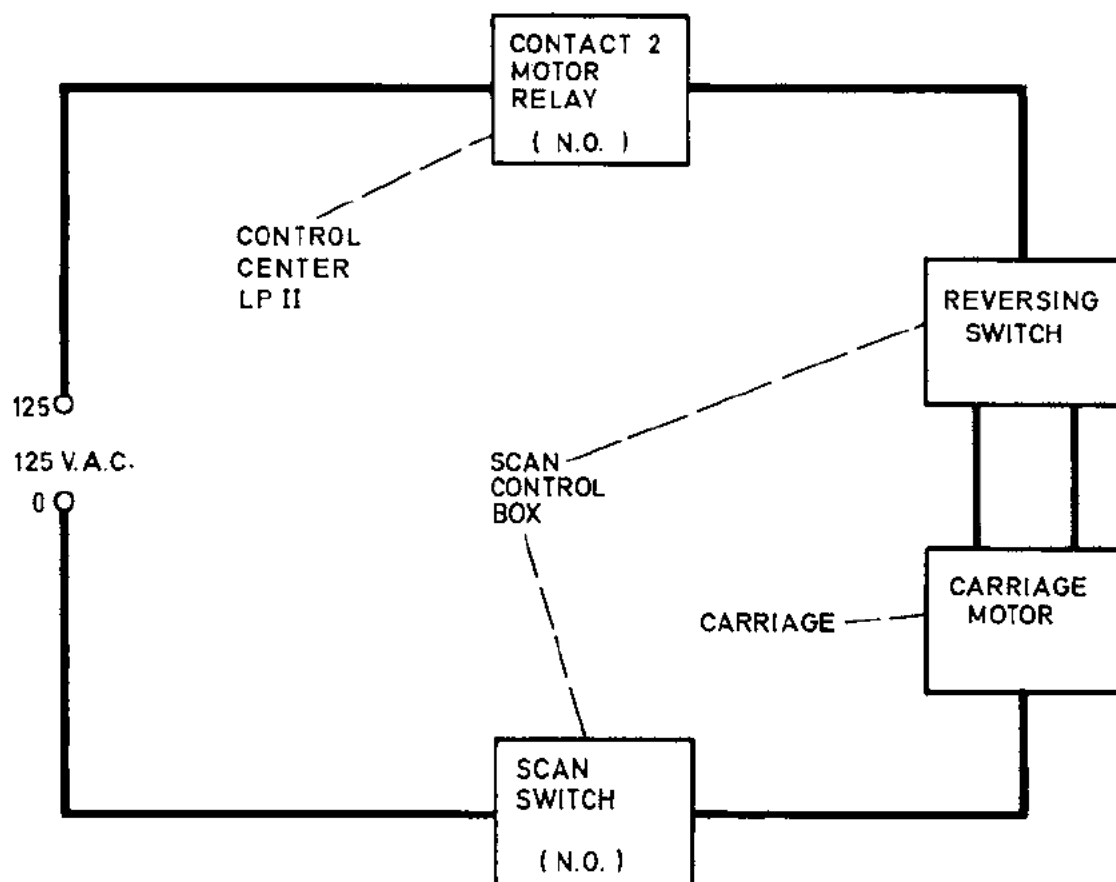 CONTACT 2
MOTOR
RELAY
( N.O. )
CONTROL
CENTER
LP II
REVERSING
SWITCH
125
125 V.A.C.
0
SCAN
CONTROL
BOX
CARRIAGE
CARRIAGE
MOTOR
SCAN
SWITCH
( N.O. )